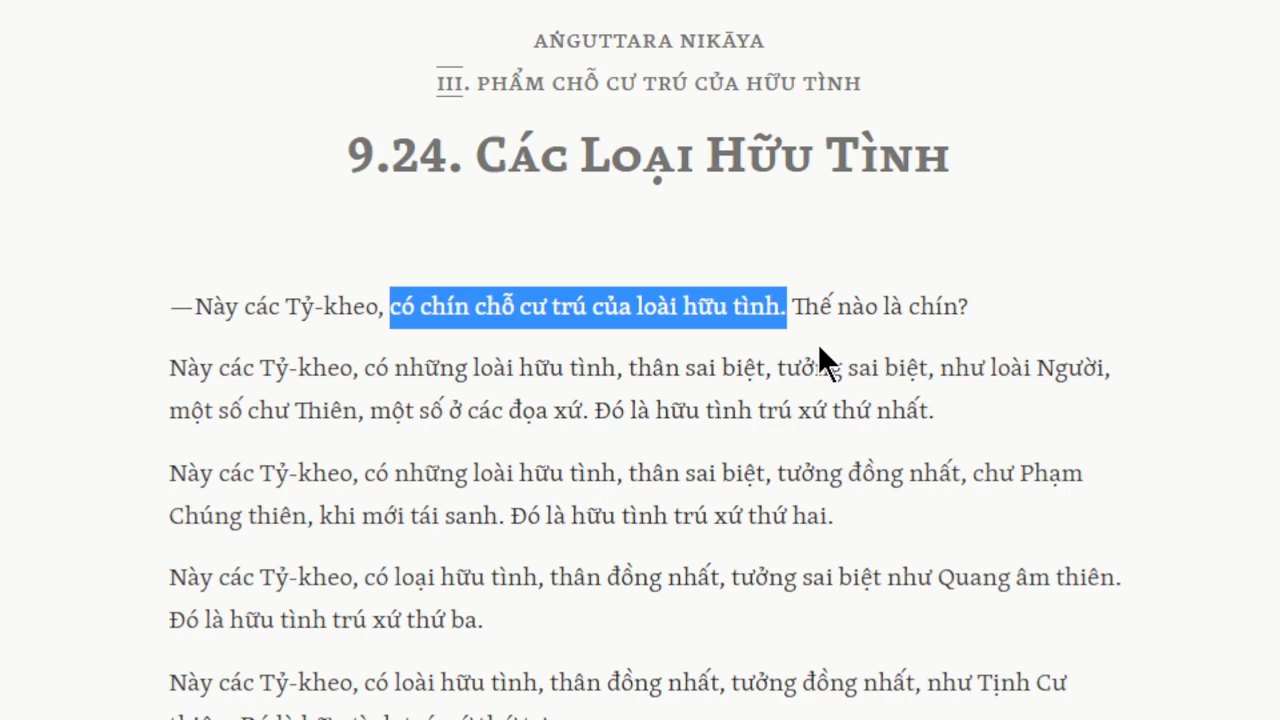 AṄGUTTARA NIKĀYA
III. PHẨM CHỖ CƯ TRÚ CỦA HỮU TÌNH
9.24. Các Loại Hữu Tình
—Này các Tỷ-kheo, có chín chỗ cư trú của loài hữu tình. Thế nào là chín?
Này các Tỷ-kheo, có những loài hữu tình, thân sai biệt, tưởng sai biệt, như loài Người,
một số chư Thiên, một số ở các đọa xứ. Đó là hữu tình trú xứ thứ nhất.
Này các Tỷ-kheo, có những loài hữu tình, thân sai biệt, tưởng đồng nhất, chư Phạm
Chúng thiên, khi mới tái sanh. Đó là hữu tình trú xứ thứ hai.
Này các Tỷ-kheo, có loại hữu tình, thân đồng nhất, tưởng sai biệt như Quang âm thiên.
Đó là hữu tình trú xứ thứ ba.
Này các Tỷ-kheo, có loài hữu tình, thân đồng nhất, tưởng đồng nhất, như Tịnh Cư